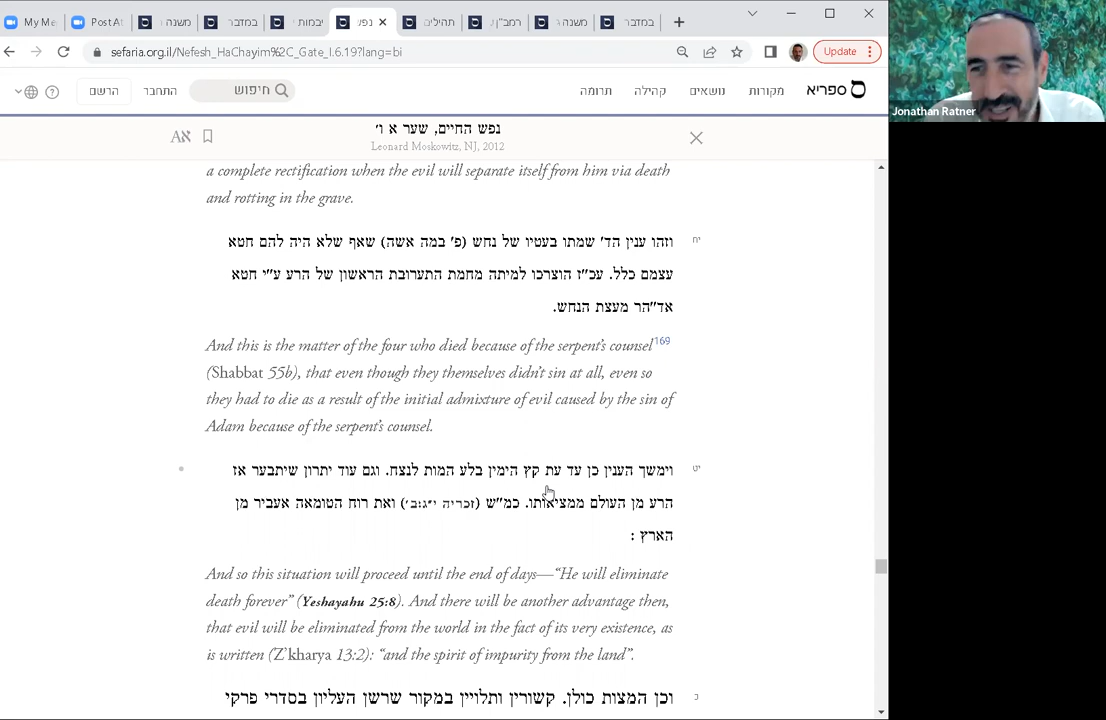 My Me
Post At
משנה
במדבר
יבמות
נפש
תהילים
רמב"ן
משנה
במדבר
sefaria.org.il/Nefesh_HaChayim%2C_Gate_I.6.19?lang=bi
Update
ספריא
מקורות
נושאים
קהילה
תרומה
חיפוש
התחבר
הרשם
Jonathan Ratner
נפש החיים, שער א ו׳
Leonard Moskowitz, NJ, 2012
a complete rectification when the evil will separate itself from him via death
and rotting in the grave.
יח
וזהו ענין הד' שמתו בעטיו של נחש (פ' במה אשה) שאף שלא היה להם חטא
עצמם כלל. עכ"ז הוצרכו למיתה מחמת התערובת הראשון של הרע ע"י חטא
אד"הר מעצת הנחש.
And this is the matter of the four who died because of the serpent's counsel169
(Shabbat 55b), that even though they themselves didn't sin at all, even so
they had to die as a result of the initial admixture of evil caused by the sin of
Adam because of the serpent's counsel.
יט
וימשך הענין כן עד עת קץ הימין בלע המות לנצח. וגם עוד יתרון שיתבער אז
הרע מן העולם ממציאותו. כמ"ש (זכריה י״ג:ב׳) ואת רוח הטומאה אעביר מן
הארץ :
And so this situation will proceed until the end of days—"He will eliminate
death forever" (Yeshayahu 25:8). And there will be another advantage then,
that evil will be eliminated from the world in the fact of its very existence, as
is written (Z'kharya 13:2): "and the spirit of impurity from the land".
כ
וכן המצות כולן. קשורין ותלויין במקור שרשן העליון בסדרי פרקי